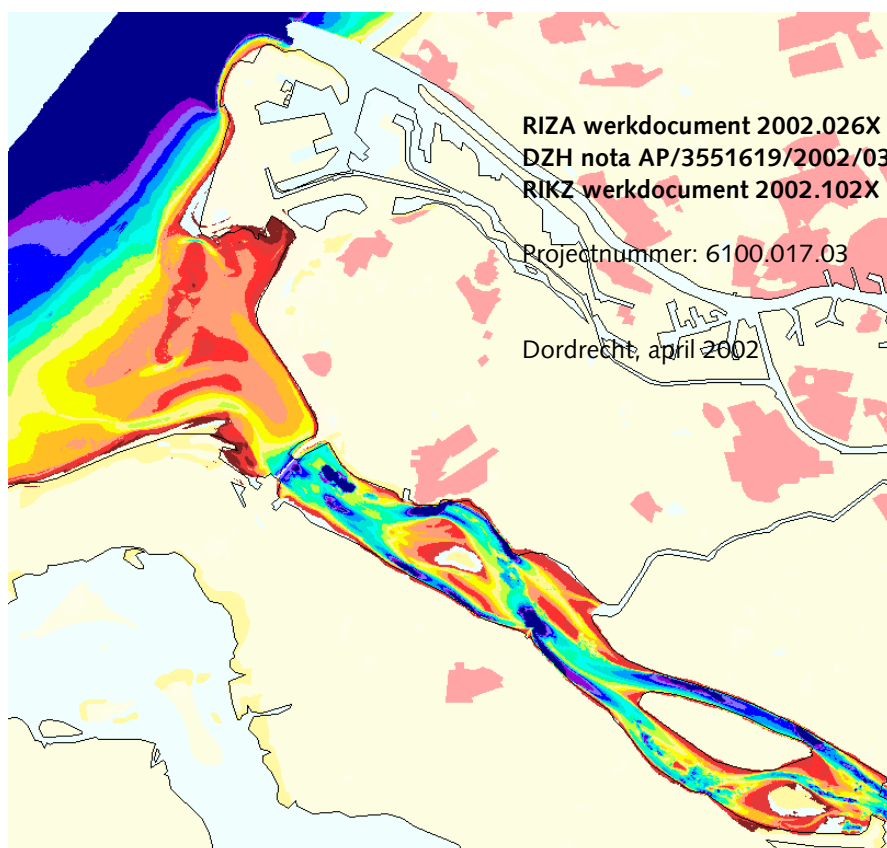 RIZA werkdocument 2002.026X
DZH nota AP/3551619/2002/03
RIKZ werkdocument 2002.102X
Projectnummer: 6100.017.03
Dordrecht, april 2002